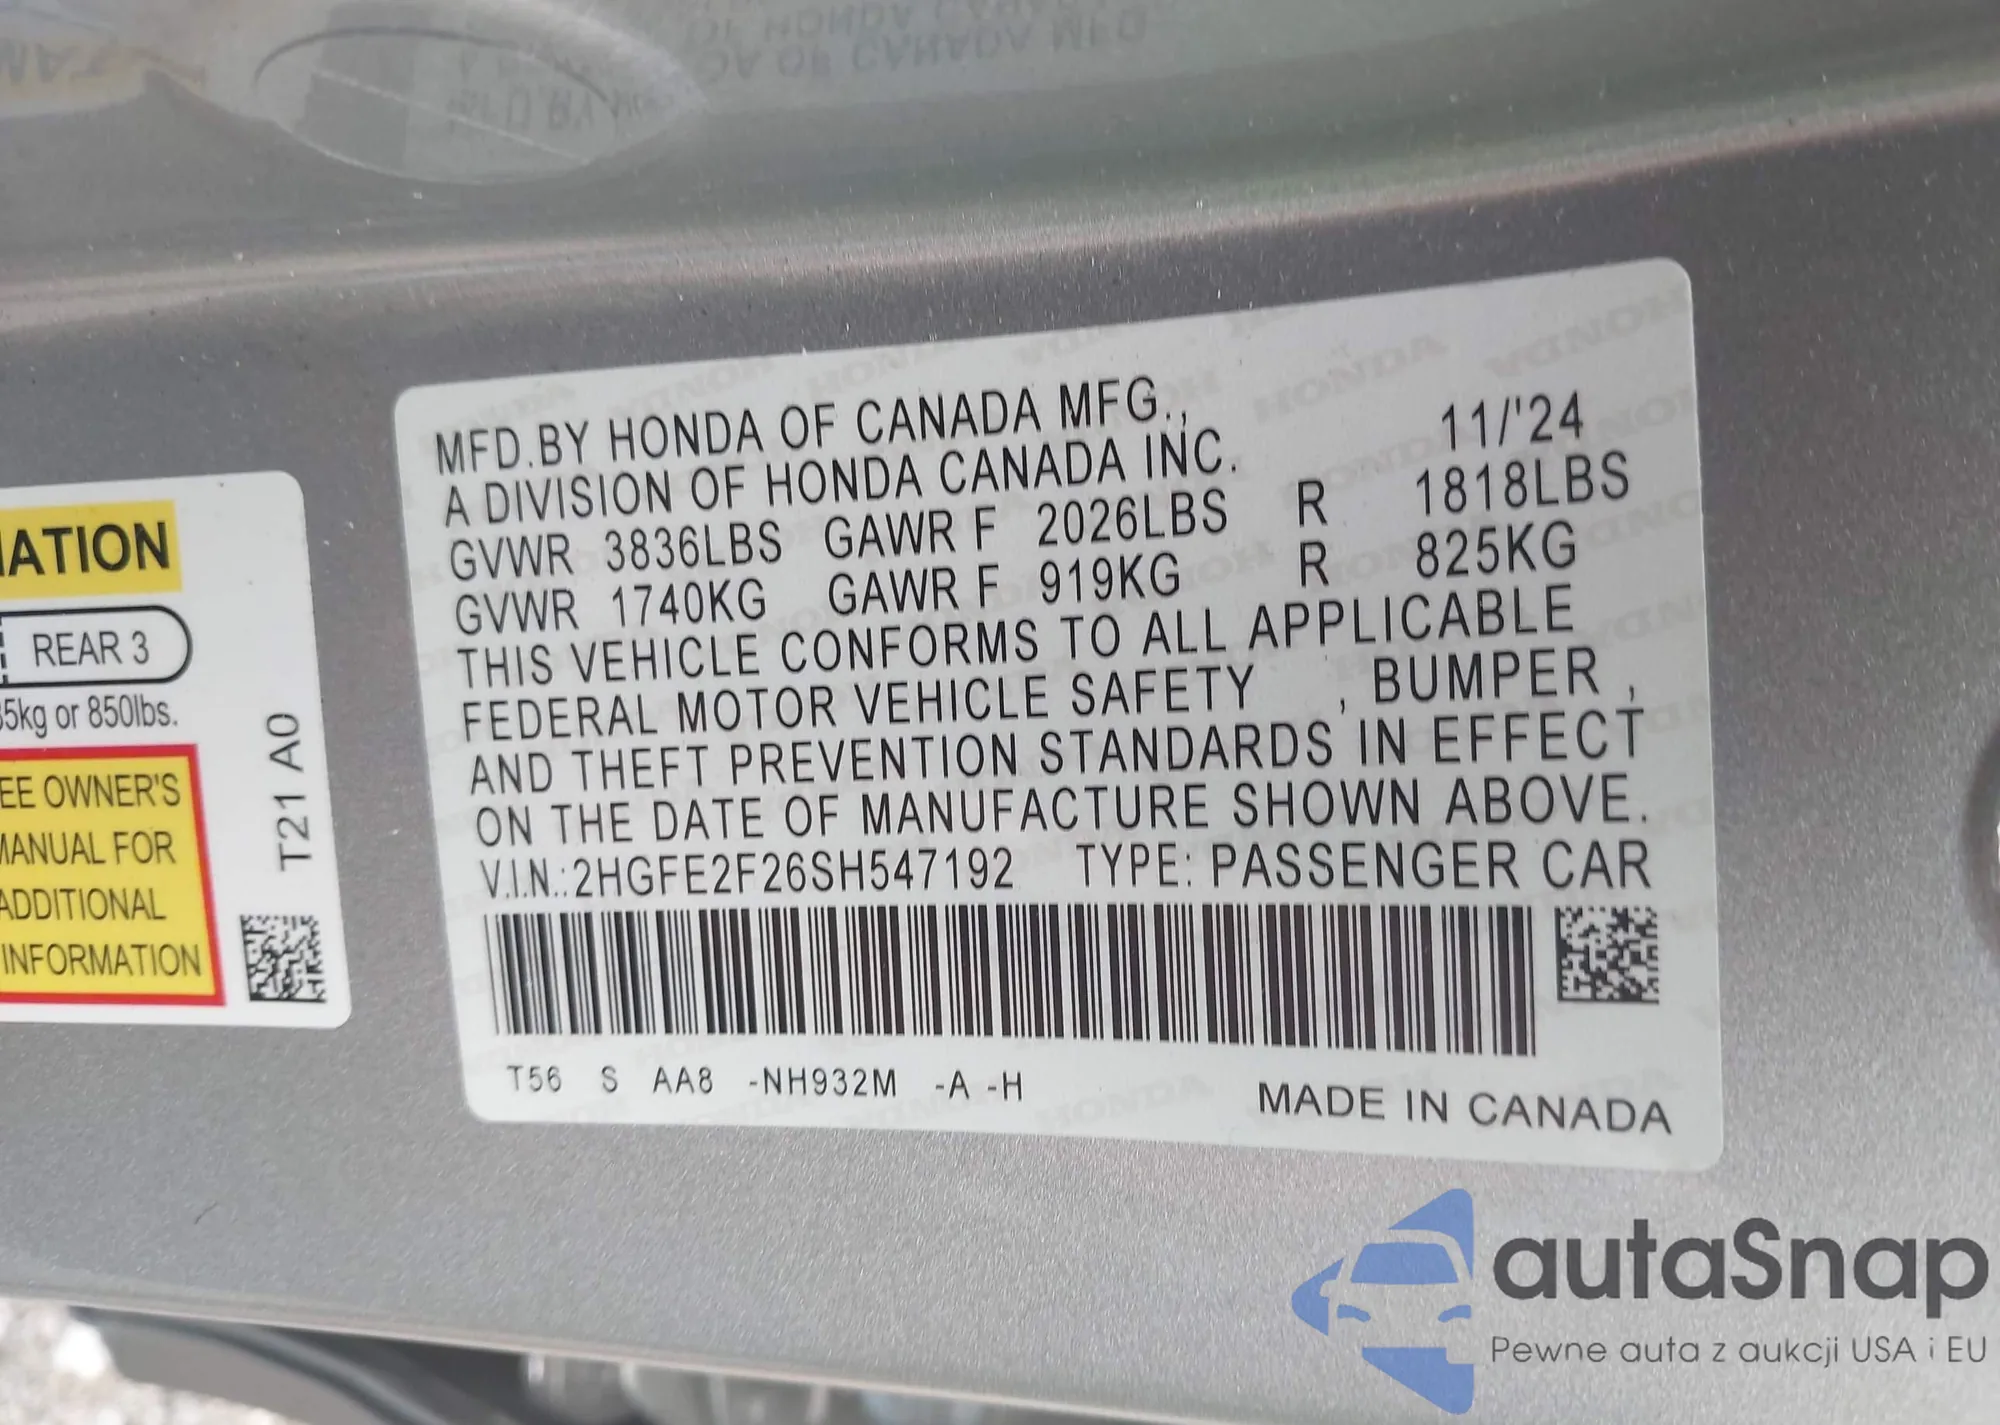 IATION
REAR 3
35kg or 850lbs.
EE OWNER'S
MANUAL FOR
ADDITIONAL
INFORMATION
T21 A0
MFD.BY HONDA OF CANADA MFG., 11/'24
A DIVISION OF HONDA CANADA INC.
GVWR 3836LBS GAWR F 2026LBS R 1818LBS
GVWR 1740KG GAWR F 919KG R 825KG
THIS VEHICLE CONFORMS TO ALL APPLICABLE
FEDERAL MOTOR VEHICLE SAFETY , BUMPER ,
AND THEFT PREVENTION STANDARDS IN EFFECT
ON THE DATE OF MANUFACTURE SHOWN ABOVE.
V.I.N.:2HGFE2F26SH547192 TYPE: PASSENGER CAR
T56 S AA8 -NH932M -A -H
MADE IN CANADA
autaSnap
Pewne auta z aukcji USA i EU